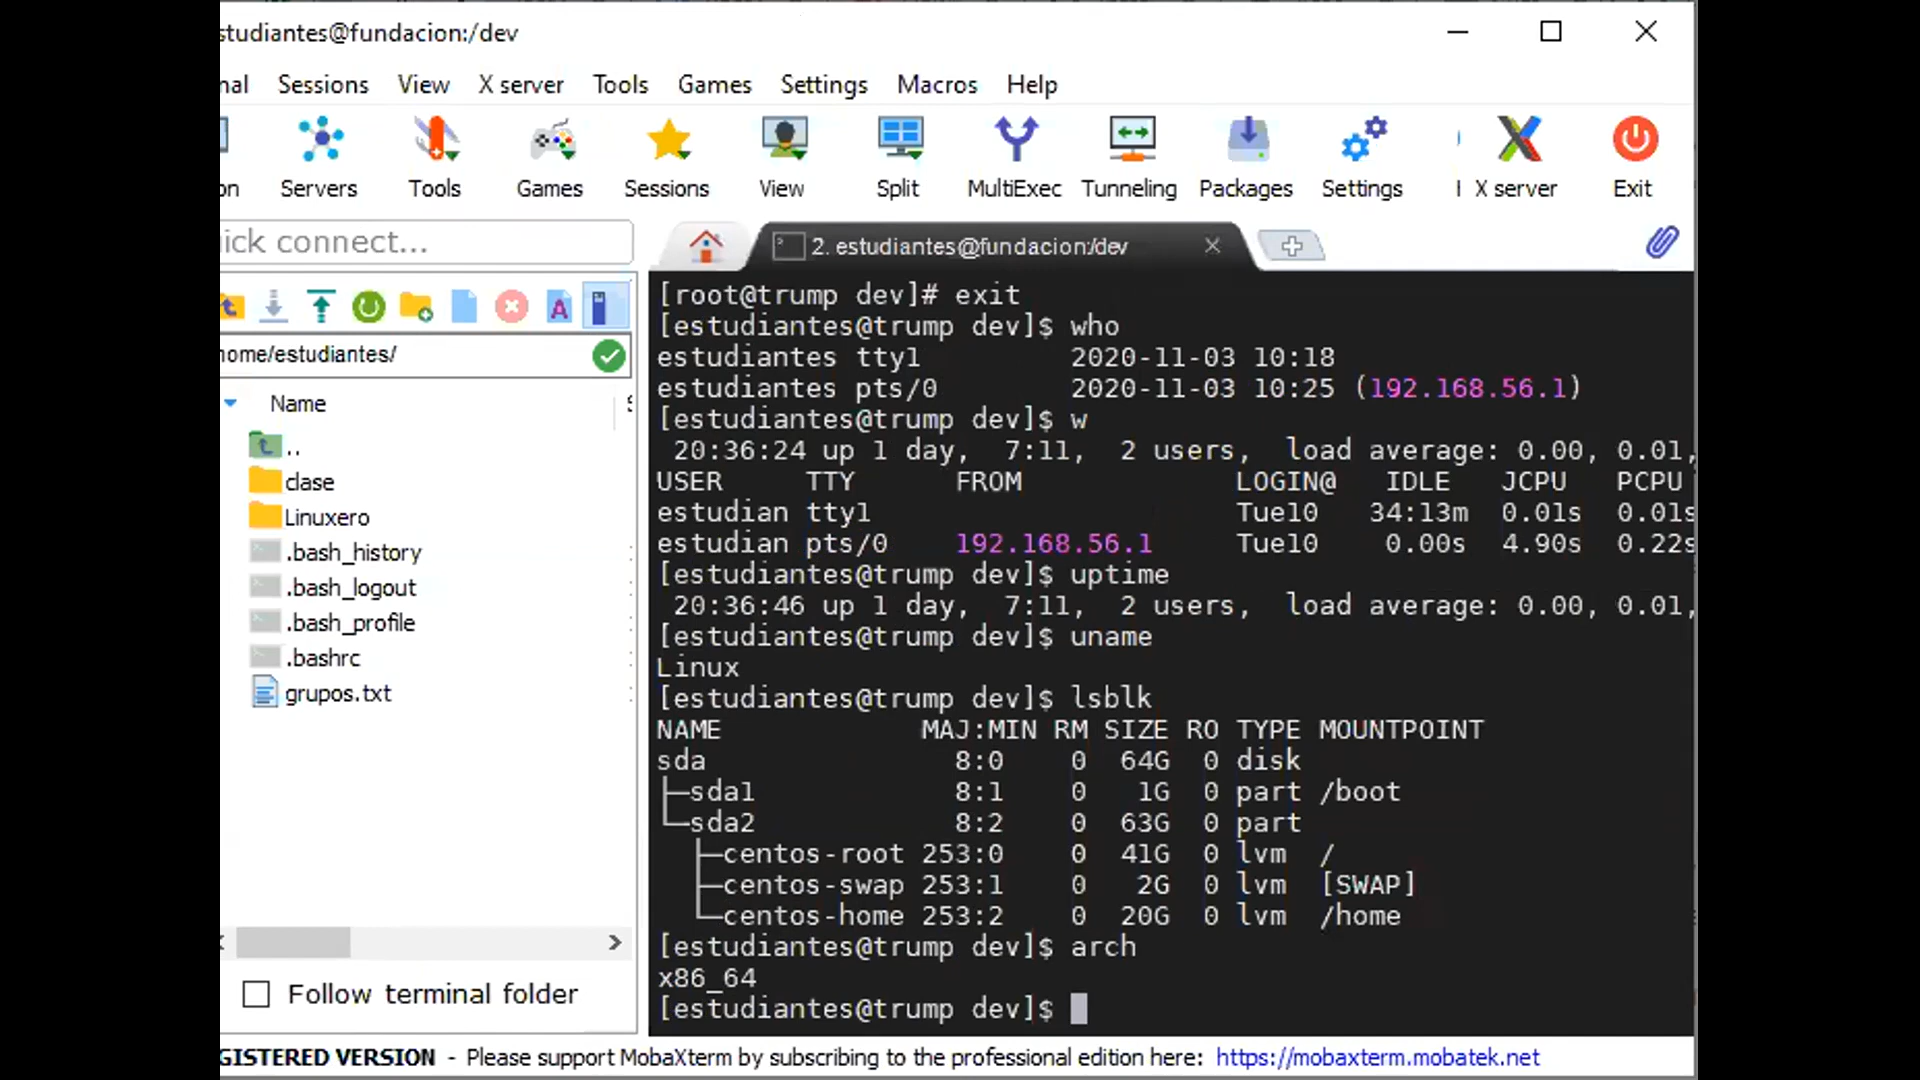 studiantes@fundacion:/dev
nal Sessions View X server Tools Games Settings Macros Help
on Servers Tools Games Sessions View Split MultiExec Tunneling Packages Settings X server Exit
ick connect...
2. estudiantes@fundacion:/dev
home/estudiantes/
Name
..
clase
Linuxero
.bash_history
.bash_logout
.bash_profile
.bashrc
grupos.txt
Follow terminal folder
[root@trump dev]# exit
[estudiantes@trump dev]$ who
estudiantes tty1         2020-11-03 10:18
estudiantes pts/0        2020-11-03 10:25 (192.168.56.1)
[estudiantes@trump dev]$ w
 20:36:24 up 1 day,  7:11,  2 users,  load average: 0.00, 0.01,
USER     TTY      FROM             LOGIN@   IDLE   JCPU   PCPU
estudian tty1                      Tue10   34:13m  0.01s  0.01s
estudian pts/0    192.168.56.1     Tue10    0.00s  4.90s  0.22s
[estudiantes@trump dev]$ uptime
 20:36:46 up 1 day,  7:11,  2 users,  load average: 0.00, 0.01,
[estudiantes@trump dev]$ uname
Linux
[estudiantes@trump dev]$ lsblk
NAME            MAJ:MIN RM SIZE RO TYPE MOUNTPOINT
sda               8:0    0  64G  0 disk
├─sda1            8:1    0   1G  0 part /boot
└─sda2            8:2    0  63G  0 part
  ├─centos-root 253:0    0  41G  0 lvm  /
  ├─centos-swap 253:1    0   2G  0 lvm  [SWAP]
  └─centos-home 253:2    0  20G  0 lvm  /home
[estudiantes@trump dev]$ arch
x86_64
[estudiantes@trump dev]$
GISTERED VERSION - Please support MobaXterm by subscribing to the professional edition here: https://mobaxterm.mobatek.net